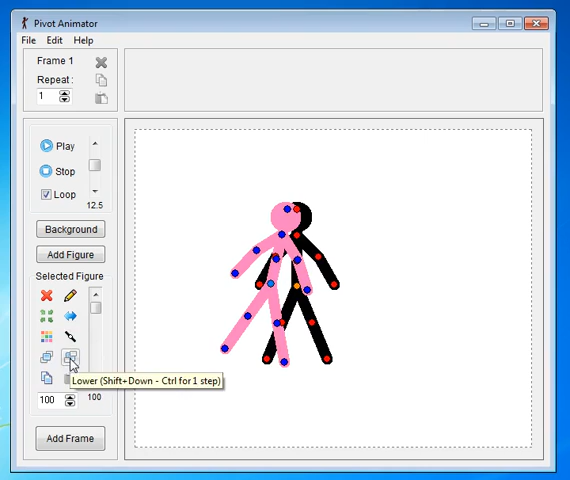 Pivot Animator
File Edit Help
Frame 1
Repeat:
1
Play
Stop
Loop
12.5
Background
Add Figure
Selected Figure
Lower (Shift+Down - Ctrl for 1 step)
100 100
Add Frame